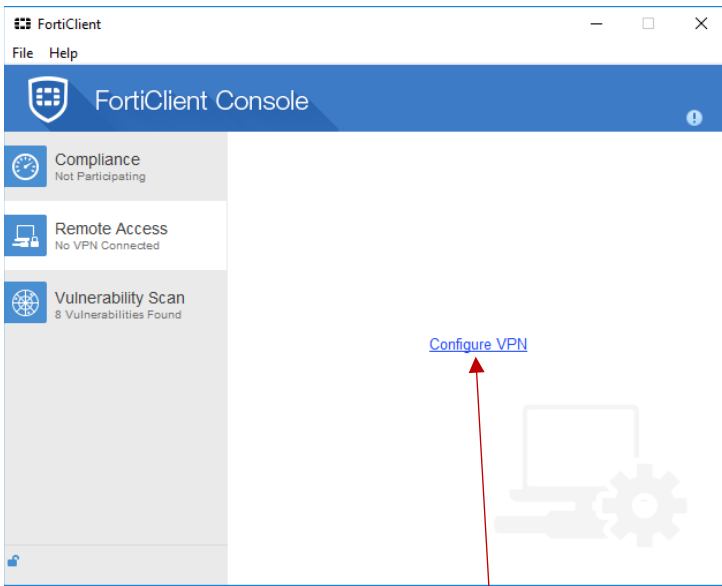 FortiClient
File Help
FortiClient Console
Compliance
Not Participating
Remote Access
No VPN Connected
Vulnerability Scan
8 Vulnerabilities Found
Configure VPN